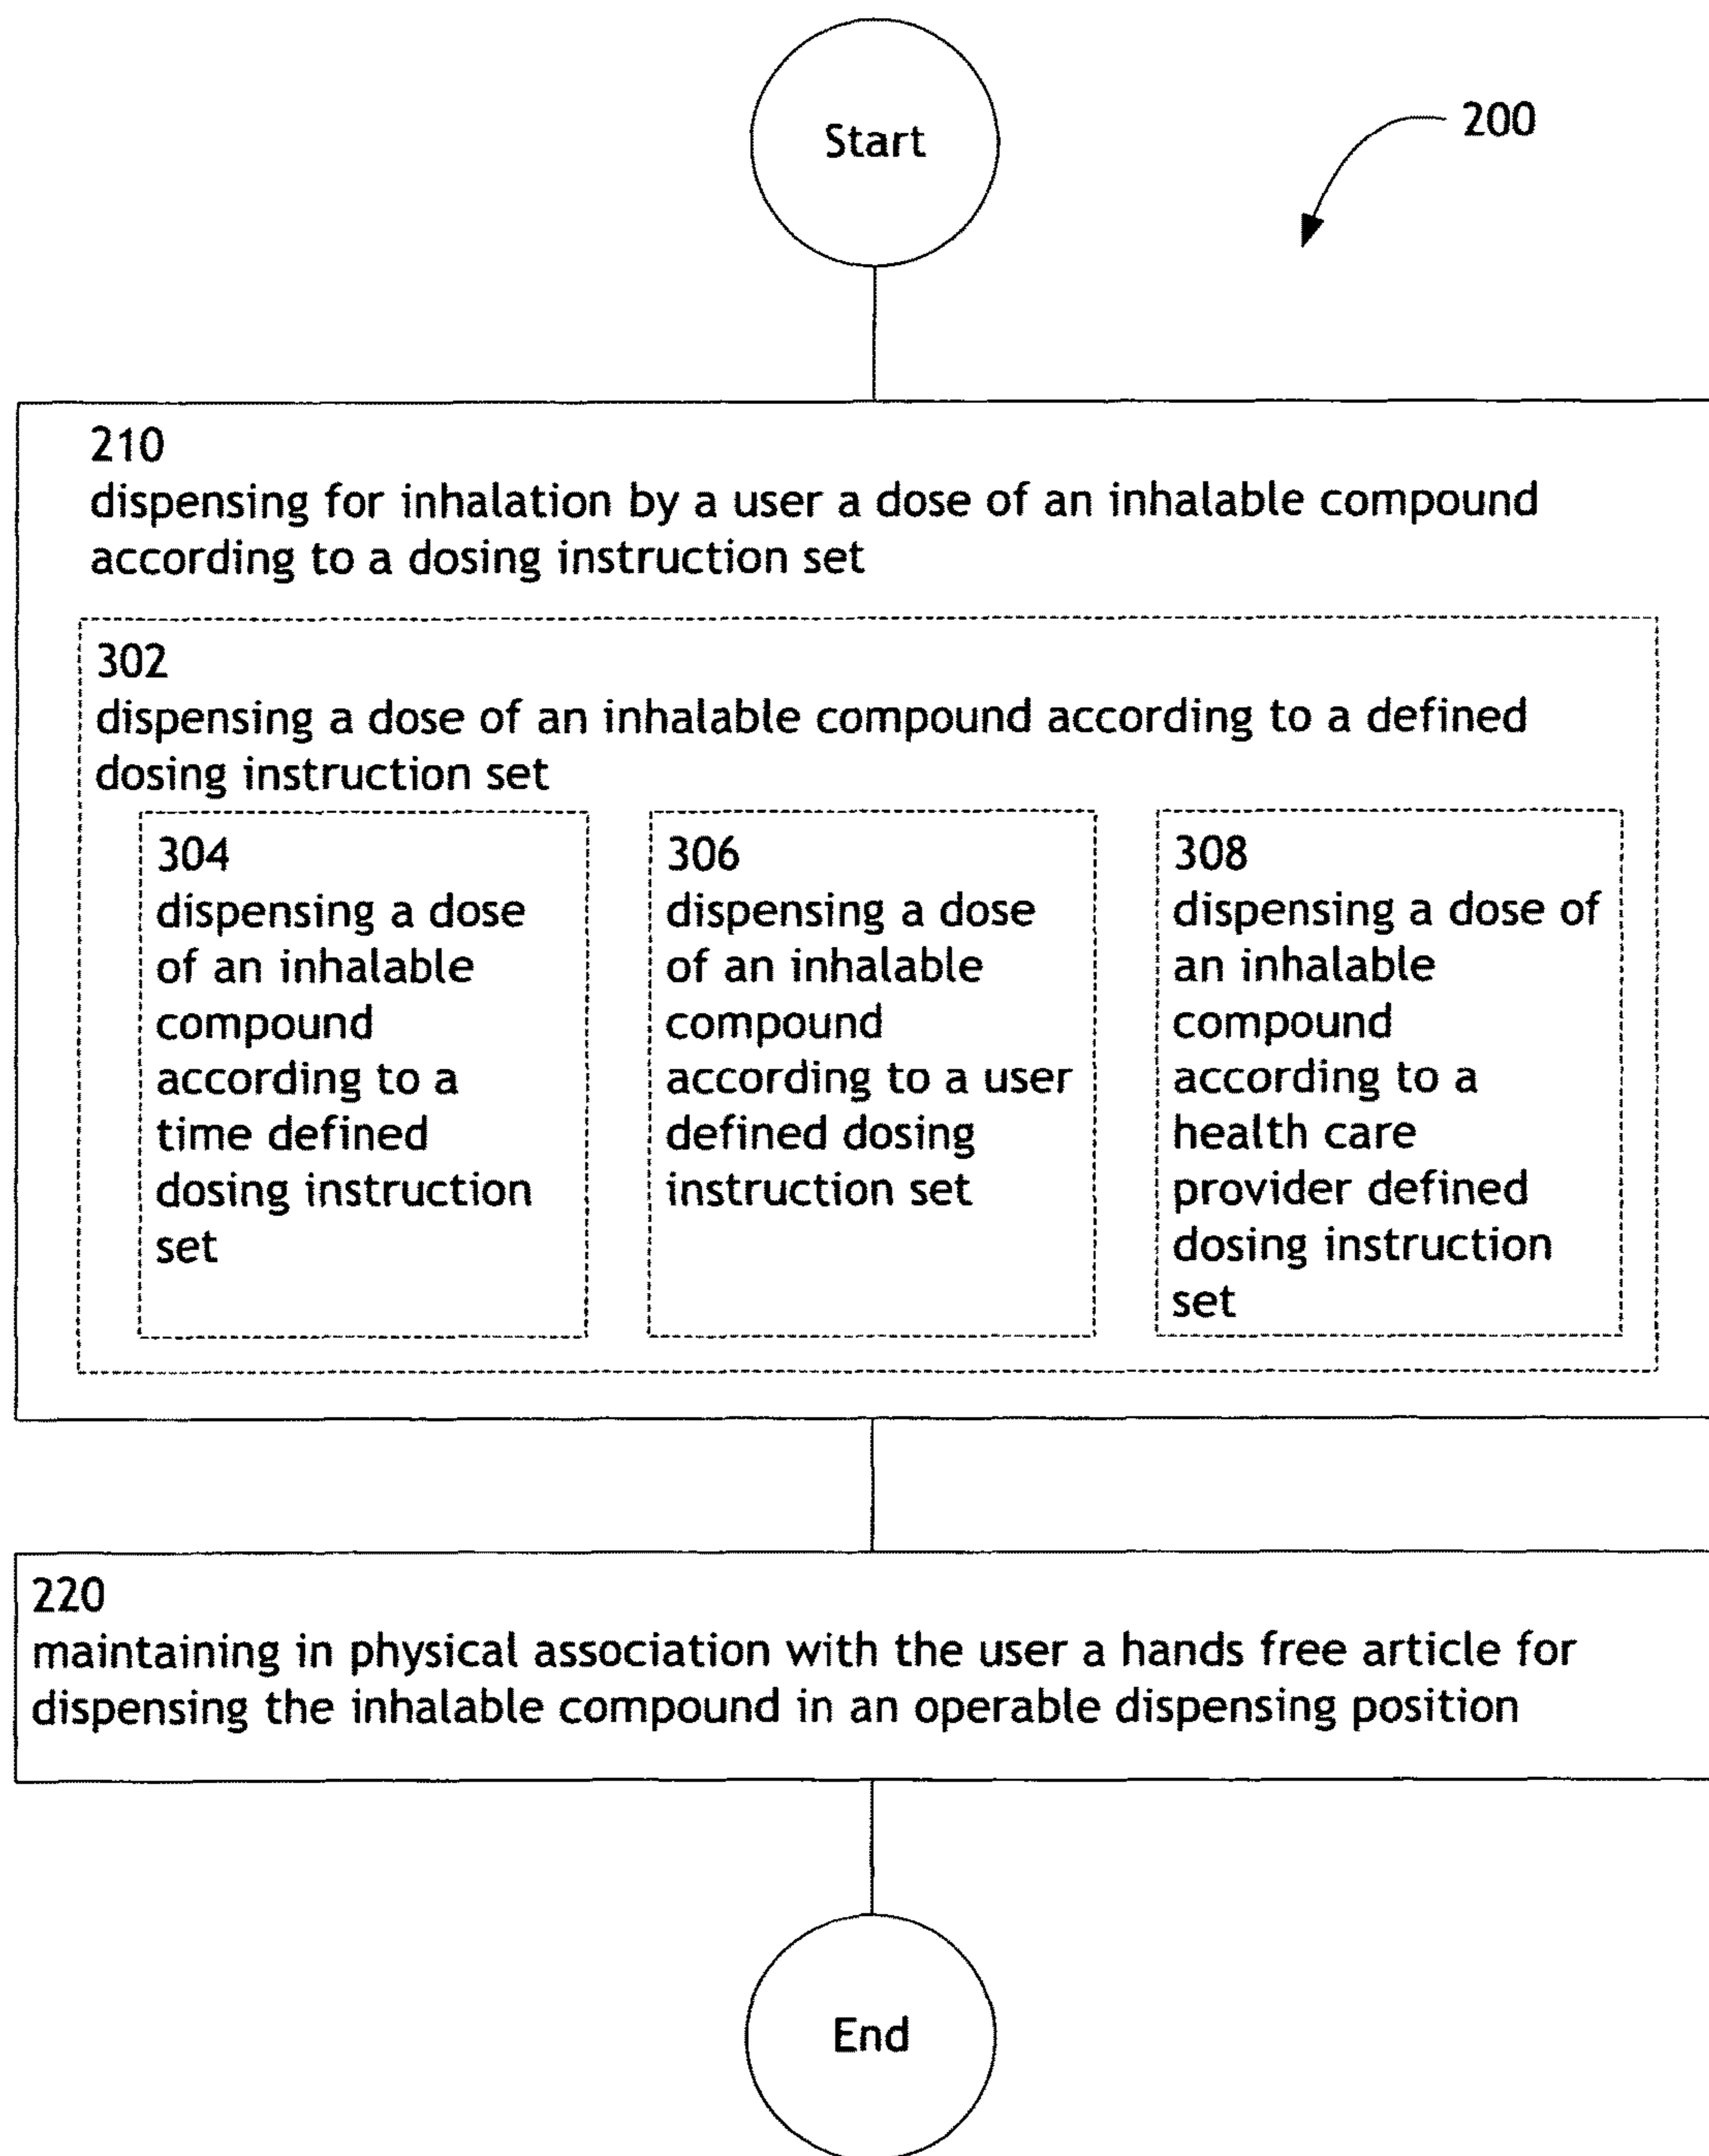 Start
200
210
dispensing for inhalation by a user a dose of an inhalable compound
according to a dosing instruction set
302
dispensing a dose of an inhalable compound according to a defined
dosing instruction set
304
dispensing a dose
of an inhalable
compound
according to a
time defined
dosing instruction
set
306
dispensing a dose
of an inhalable
compound
according to a user
defined dosing
instruction set
308
dispensing a dose of
an inhalable
compound
according to a
health care
provider defined
dosing instruction
set
220
maintaining in physical association with the user a hands free article for
dispensing the inhalable compound in an operable dispensing position
End